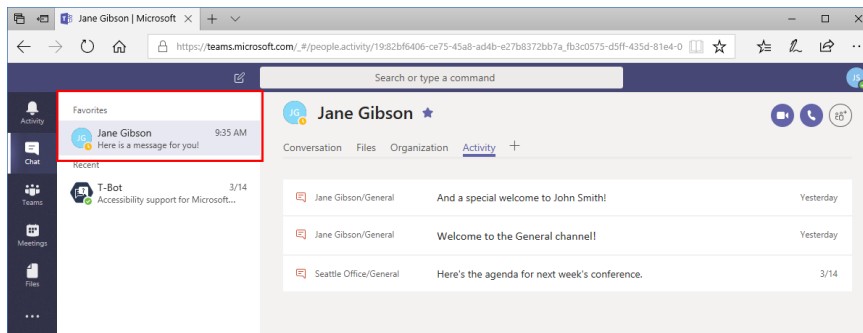 Jane Gibson | Microsoft
https://teams.microsoft.com/_#/people.activity/19:82bf6406-ce75-45a8-ad4b-e27b8372bb7a_fb3c0575-d5ff-435d-81e4-0
Search or type a command
JS
Activity
Chat
Teams
Meetings
Files
Favorites
JG
Jane Gibson 9:35 AM
Here is a message for you!
Recent
T-Bot 3/14
Accessibility support for Microsoft...
JG
Jane Gibson
Conversation Files Organization Activity
Jane Gibson/General And a special welcome to John Smith! Yesterday
Jane Gibson/General Welcome to the General channel! Yesterday
Seattle Office/General Here's the agenda for next week's conference. 3/14